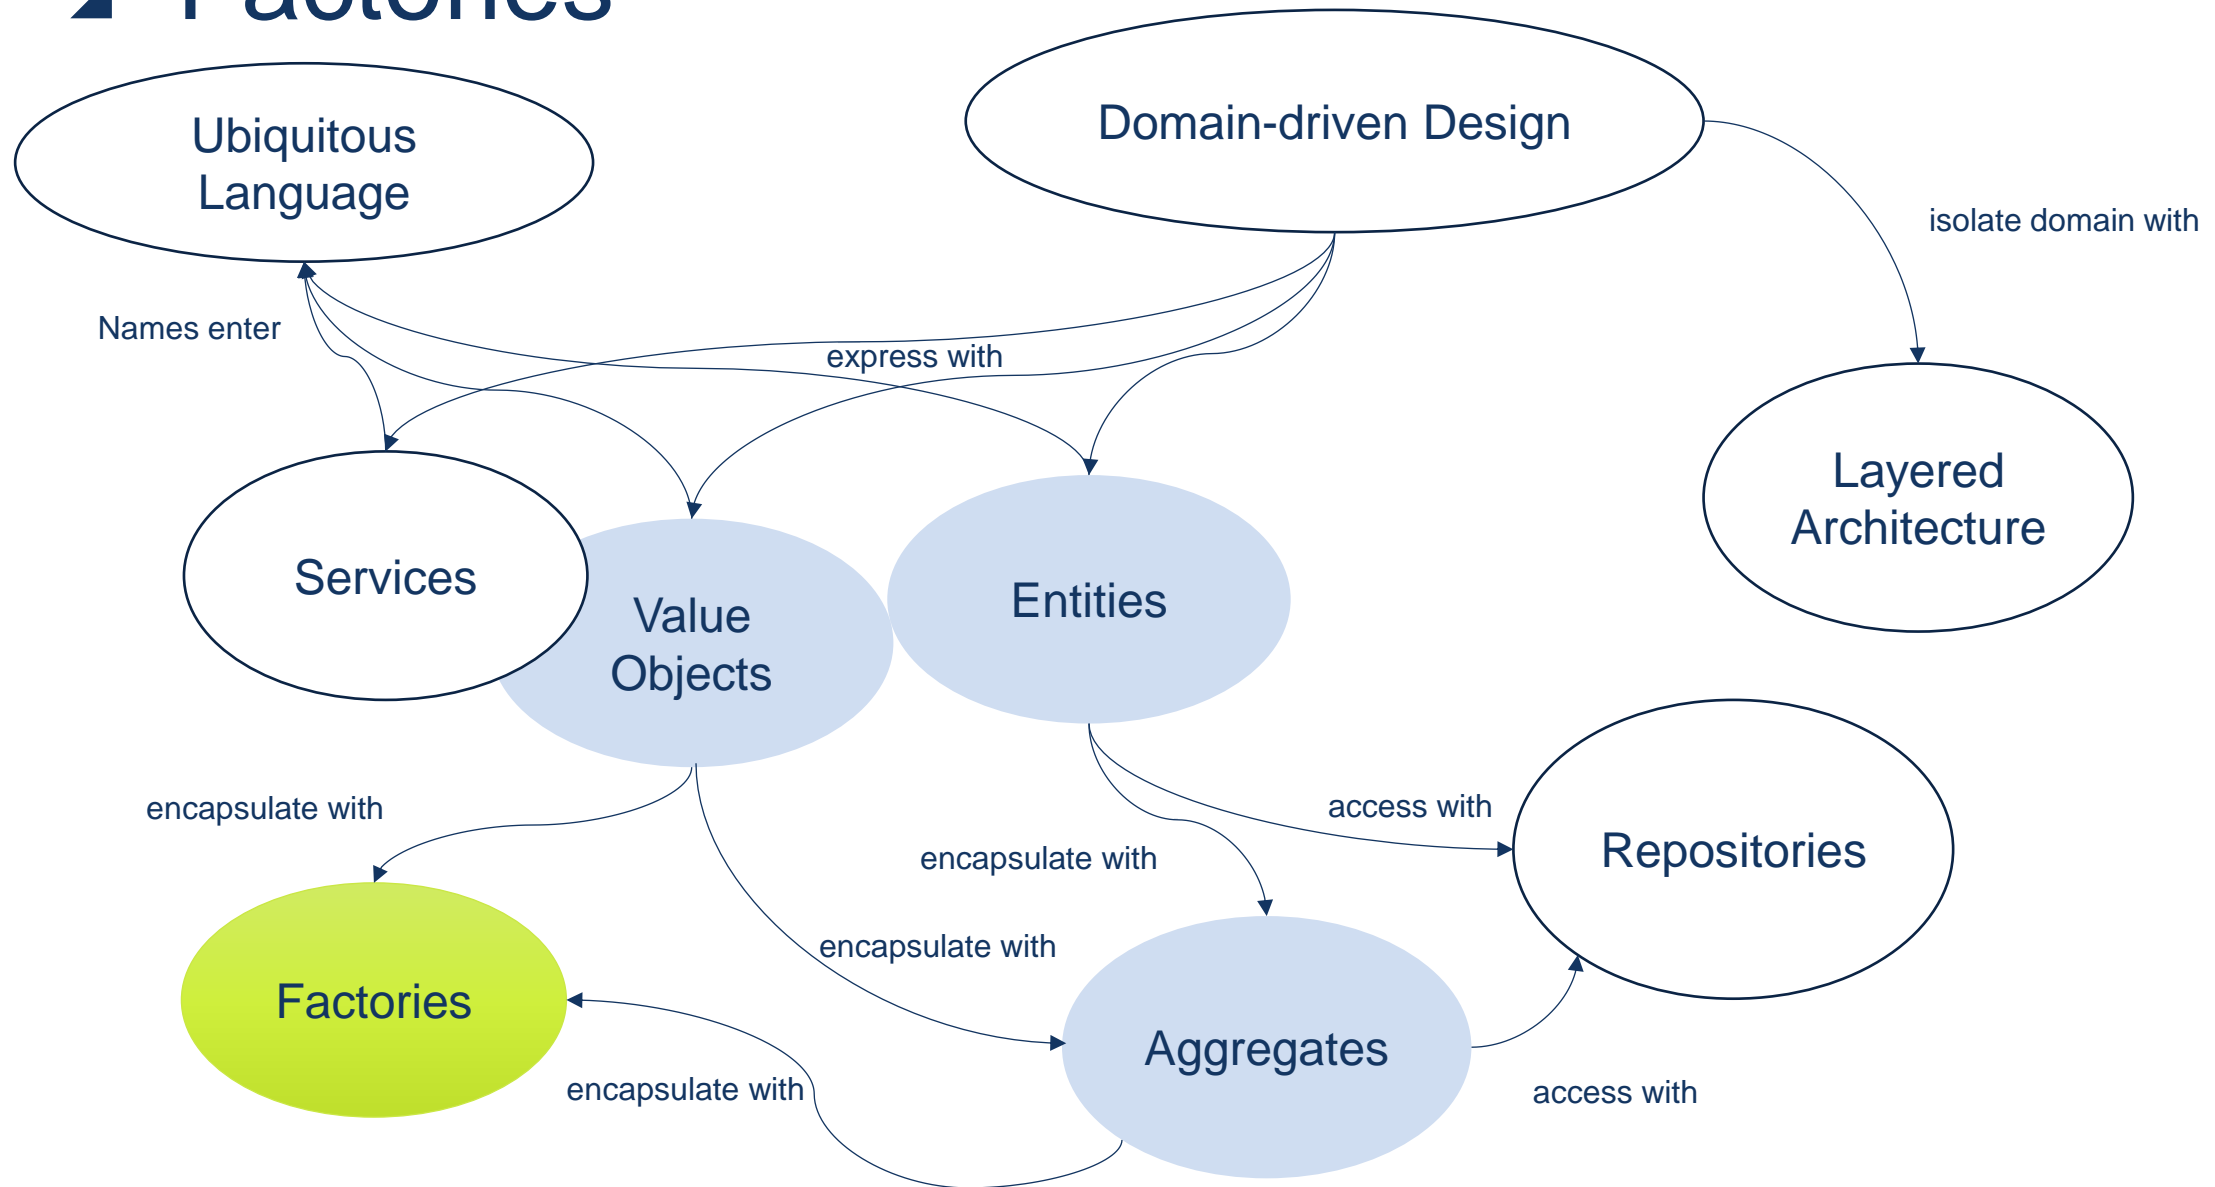 Factories
Ubiquitous
Language
Domain-driven Design
isolate domain with
Names enter
express with
Layered
Architecture
Services
Value
Objects
Entities
encapsulate with
access with
encapsulate with
Repositories
encapsulate with
Factories
Aggregates
encapsulate with
access with